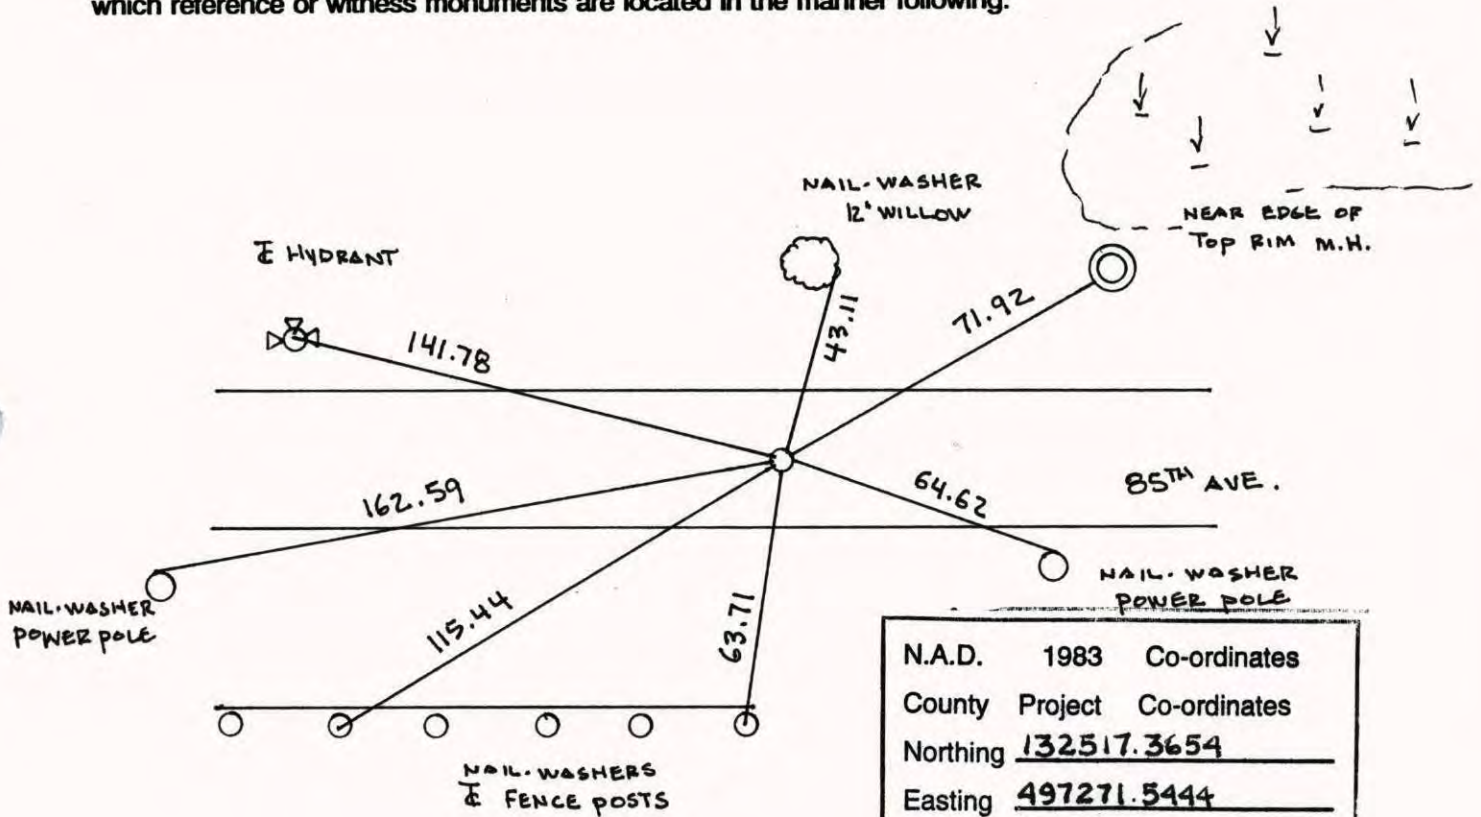 which reference or witness monuments are located in the manner following:
NAIL-WASHER
12" WILLOW
NEAR EDGE OF
TOP RIM M.H.
℄ HYDRANT
141.78
43.11
71.92
162.59
64.62
85TH AVE.
NAIL-WASHER
POWER POLE
115.44
63.71
NAIL-WASHER
POWER POLE
NAIL-WASHERS
℄ FENCE POSTS
N.A.D. 1983 Co-ordinates
County Project Co-ordinates
Northing 132517.3654
Easting 497271.5444